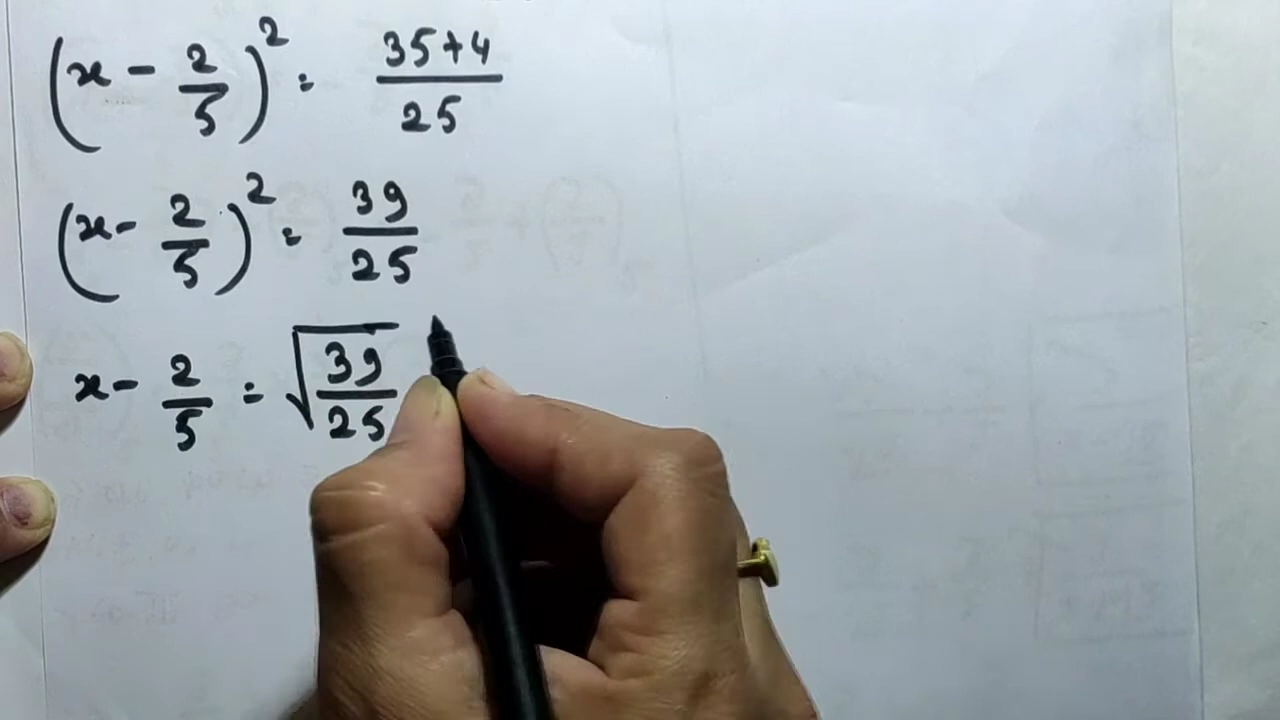 (x - 2/5)² = (35+4)/25
(x - 2/5)² = 39/25
x - 2/5 = √(39/25)